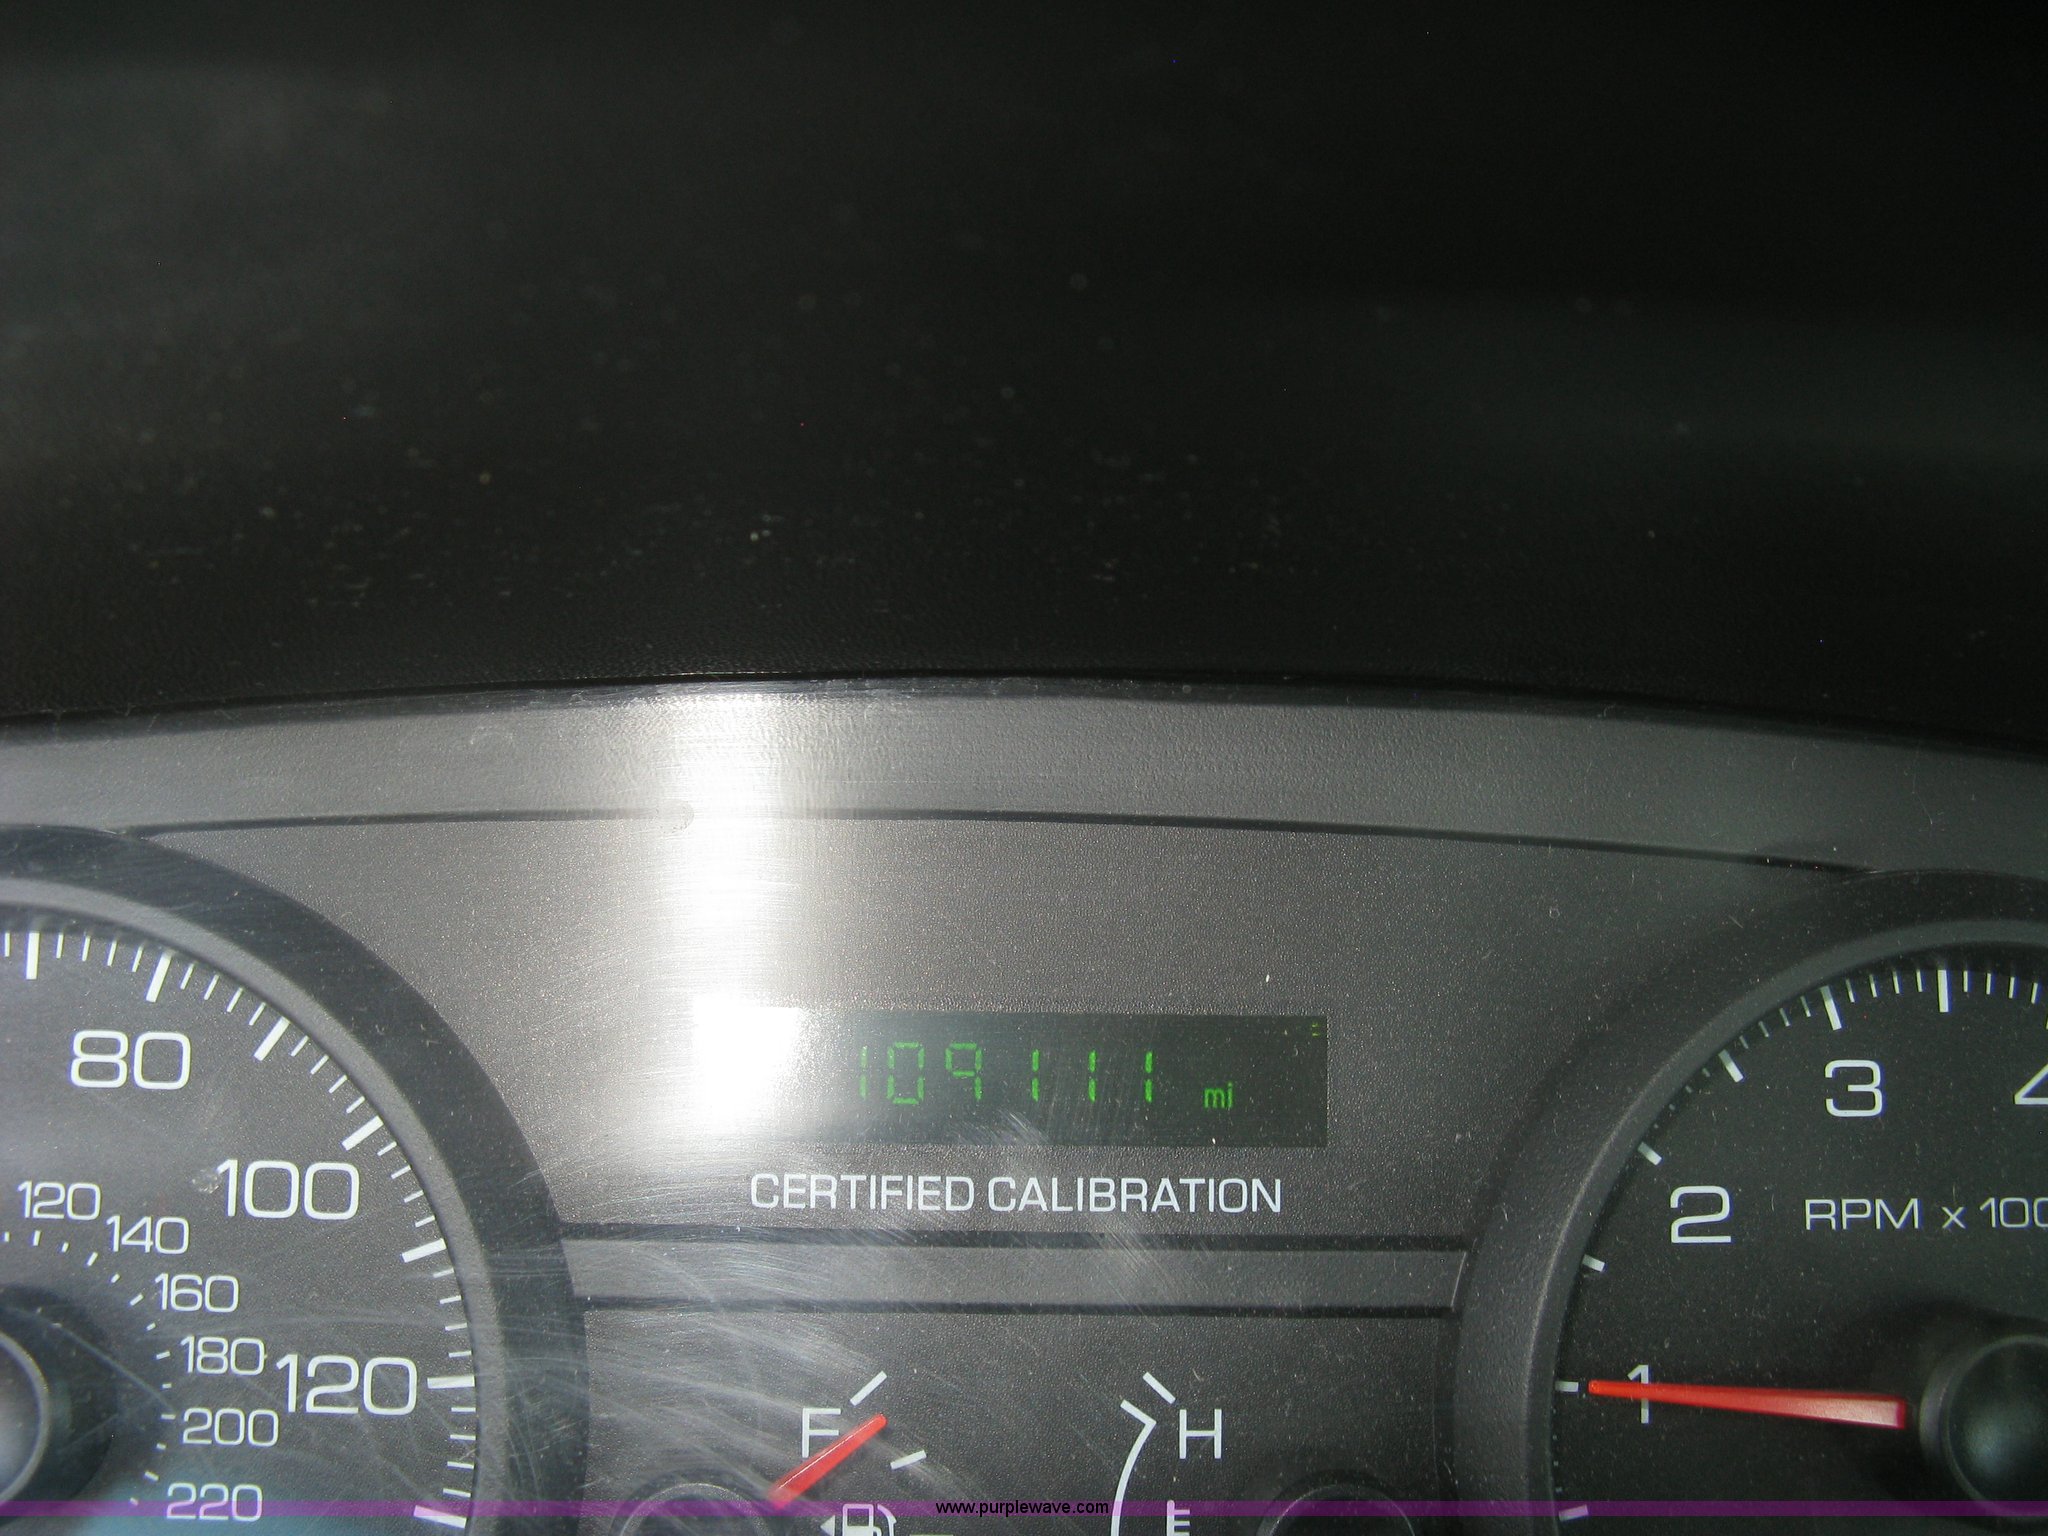 109111 mi
CERTIFIED CALIBRATION
80
100
120
120
140
160
180
200
220
F
H
1
2
3
4
RPM x 100
www.purplewave.com